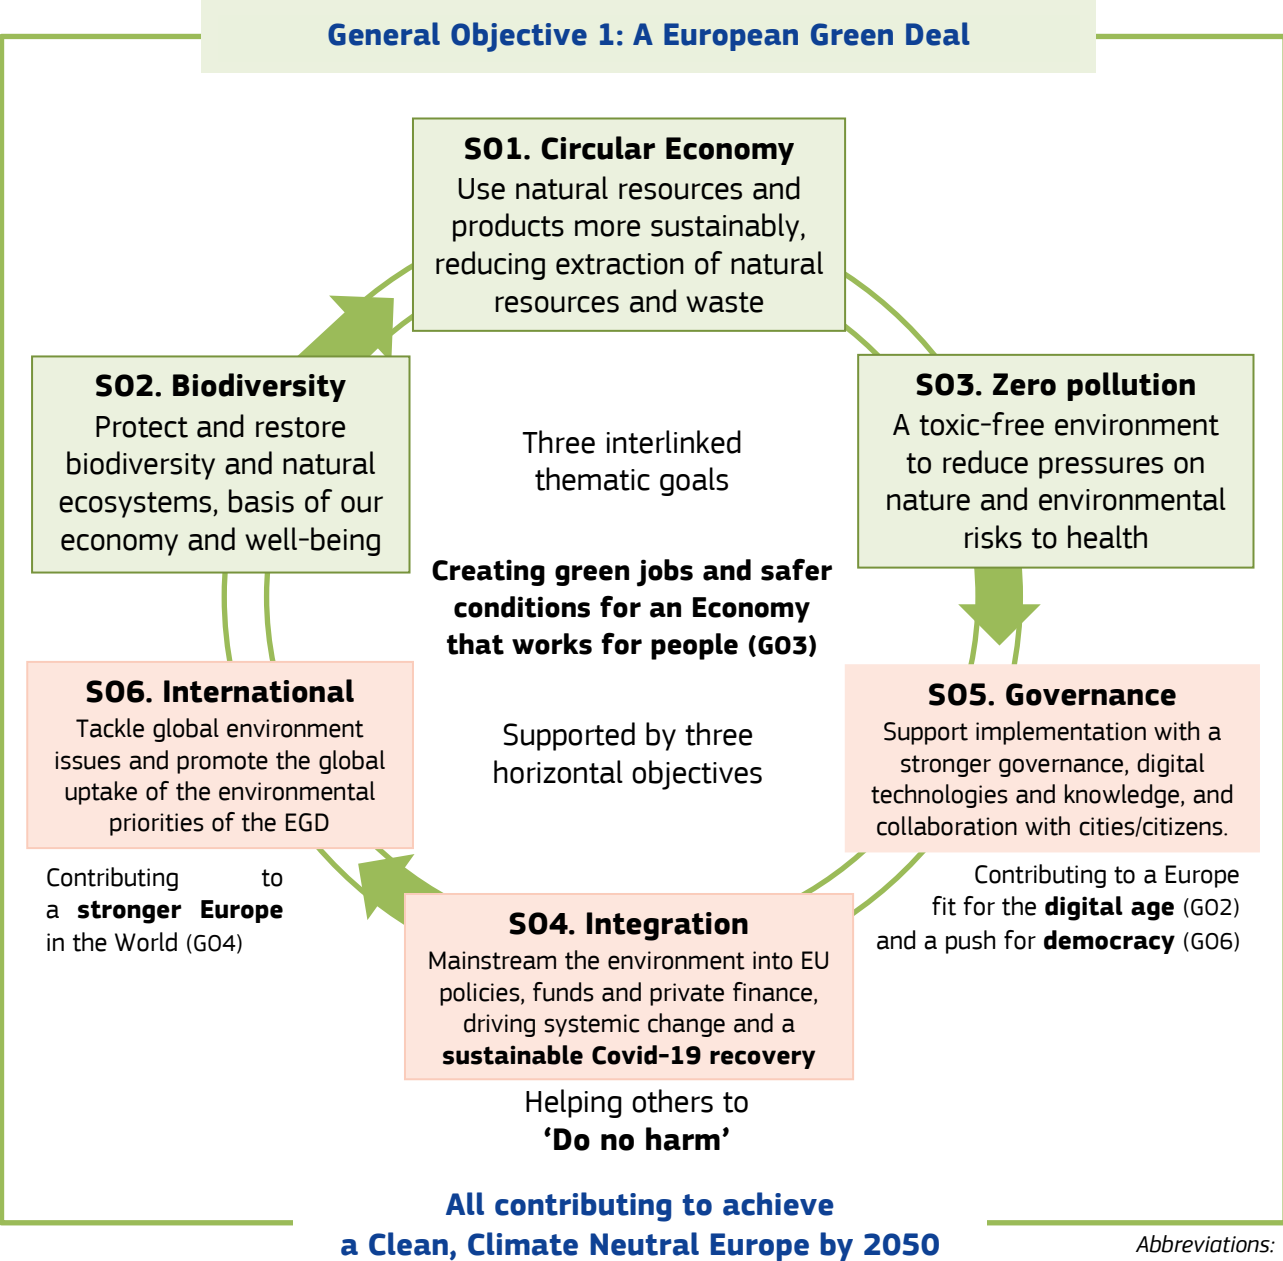 General Objective 1: A European Green Deal
SO1. Circular Economy
Use natural resources and
products more sustainably,
reducing extraction of natural
resources and waste
SO2. Biodiversity
Protect and restore
biodiversity and natural
ecosystems, basis of our
economy and well-being
SO3. Zero pollution
A toxic-free environment
to reduce pressures on
nature and environmental
risks to health
Three interlinked
thematic goals
Creating green jobs and safer
conditions for an Economy
that works for people (GO3)
Supported by three
horizontal objectives
SO6. International
Tackle global environment
issues and promote the global
uptake of the environmental
priorities of the EGD
Contributing to
a stronger Europe
in the World (GO4)
SO5. Governance
Support implementation with a
stronger governance, digital
technologies and knowledge, and
collaboration with cities/citizens.
Contributing to a Europe
fit for the digital age (GO2)
and a push for democracy (GO6)
SO4. Integration
Mainstream the environment into EU
policies, funds and private finance,
driving systemic change and a
sustainable Covid-19 recovery
Helping others to
‘Do no harm’
All contributing to achieve
a Clean, Climate Neutral Europe by 2050
Abbreviations: